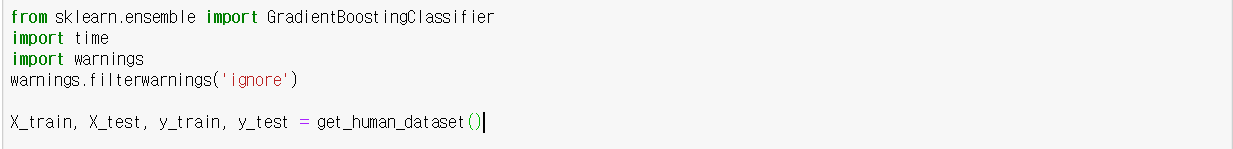 from sklearn.ensemble import GradientBoostingClassifier
import time
import warnings
warnings.filterwarnings('ignore')
X_train, X_test, y_train, y_test = get_human_dataset()